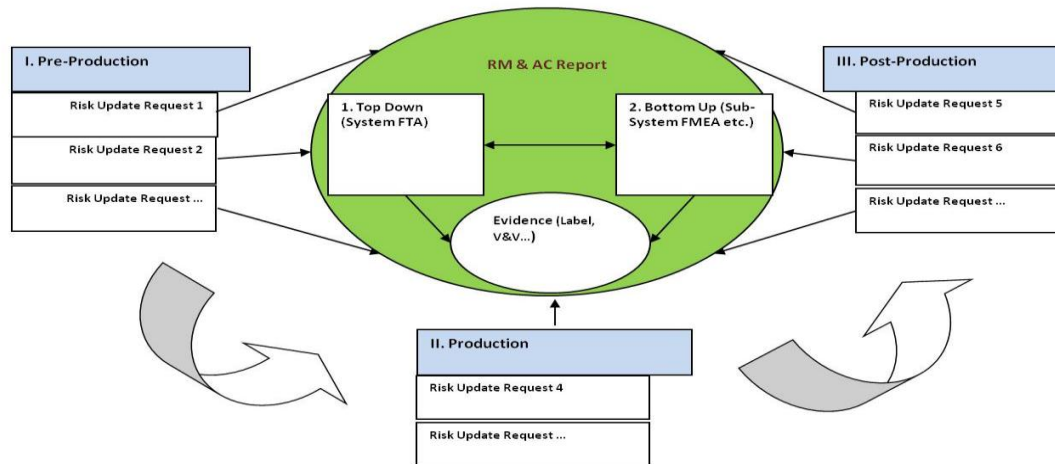 I. Pre-Production
Risk Update Request 1
Risk Update Request 2
Risk Update Request ...
RM & AC Report
1. Top Down
(System FTA)
2. Bottom Up (Sub-
System FMEA etc.)
Evidence (Label,
V&V...)
III. Post-Production
Risk Update Request 5
Risk Update Request 6
Risk Update Request ...
II. Production
Risk Update Request 4
Risk Update Request ...